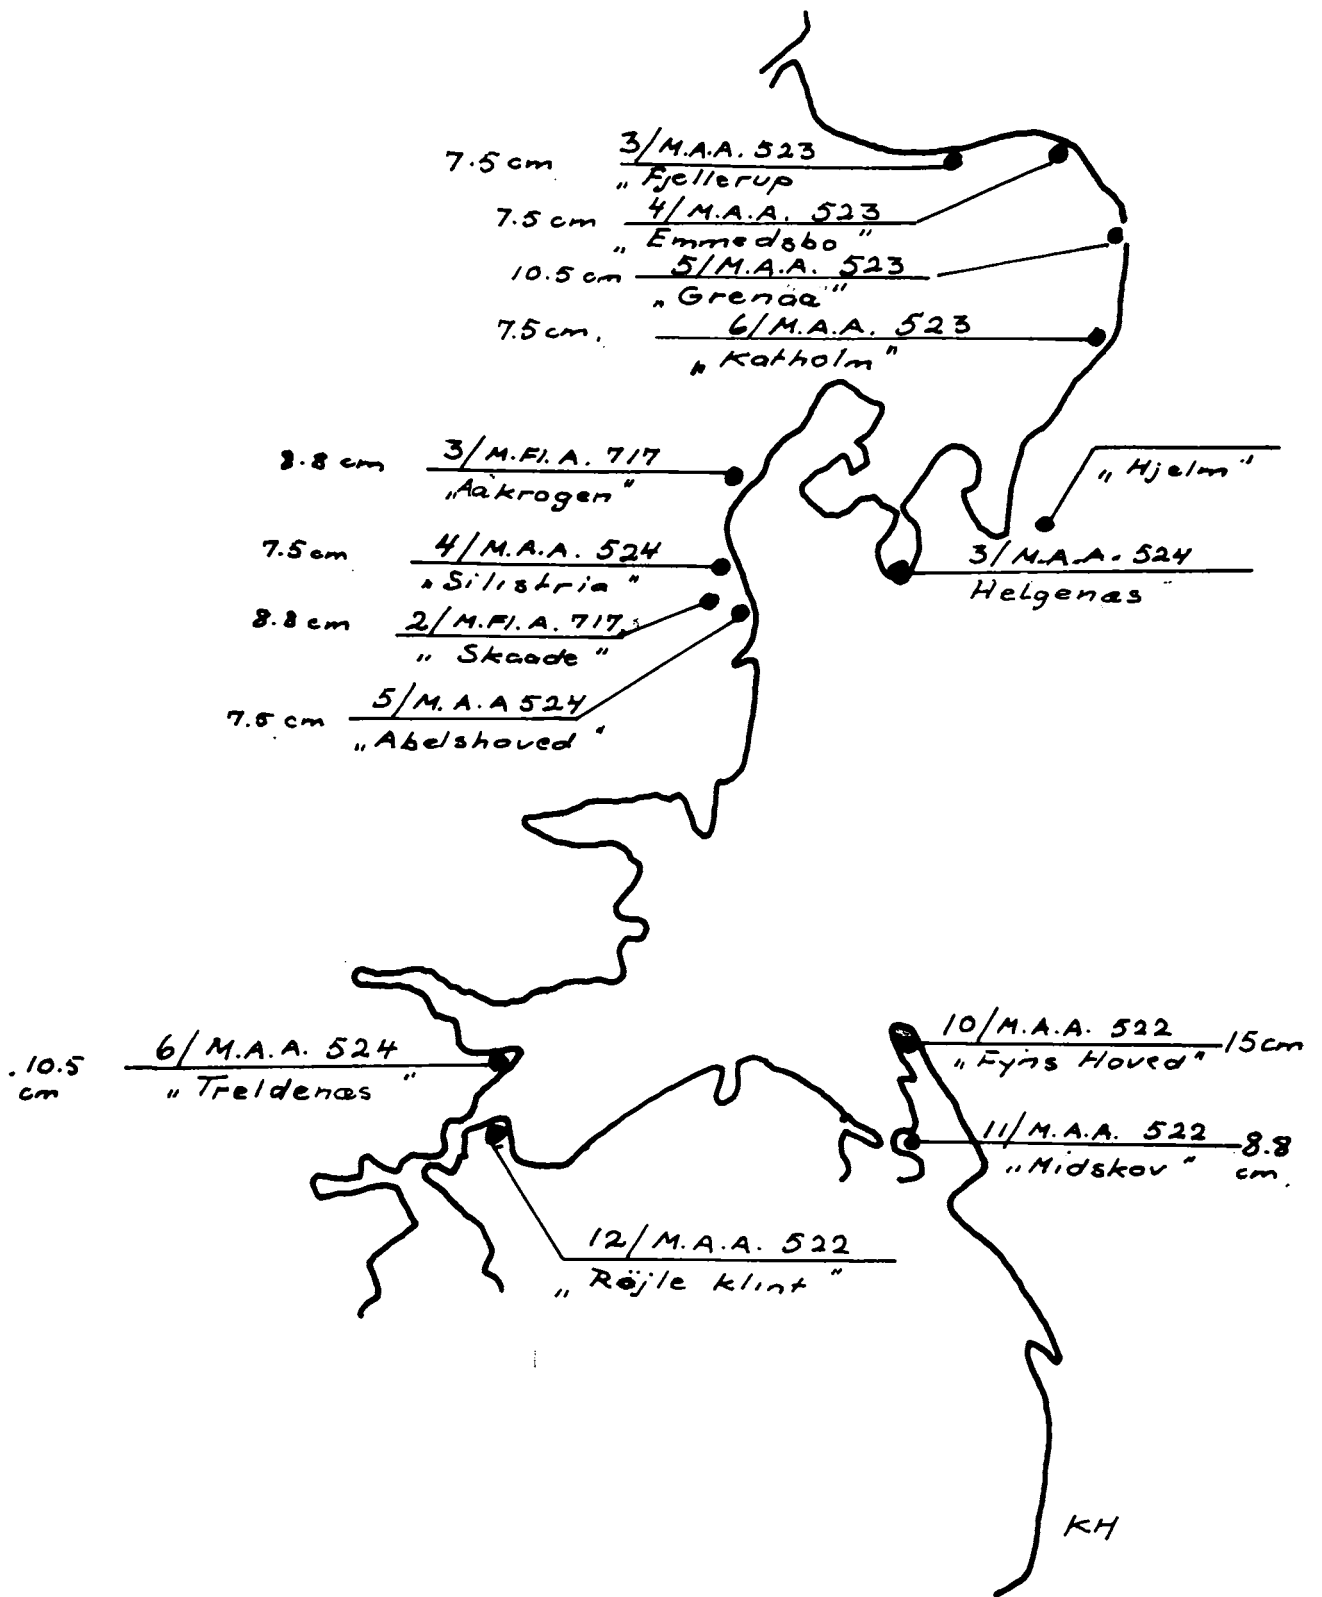 7.5 cm 3/M.A.A. 523
„Fjellerup
7.5 cm 4/M.A.A. 523
„Emmedsbo"
10.5 cm 5/M.A.A. 523
„Grenaa"
7.5 cm. 6/M.A.A. 523
„Katholm"
8.8 cm 3/M.Fl.A. 717
„Aakrogen"
„Hjelm"
7.5 cm 4/M.A.A. 524
„Silistria"
3/M.A.A. 524
Helgenæs"
8.8 cm 2/M.Fl.A. 717
„Skaade"
7.5 cm 5/M.A.A 524
„Abelshoved"
10/M.A.A. 522 15cm
„Fyns Hoved"
10.5 cm 6/M.A.A. 524
„Treldenæs"
11/M.A.A. 522 8.8 cm.
„Midskov"
12/M.A.A. 522
„Röjle klint"
KH